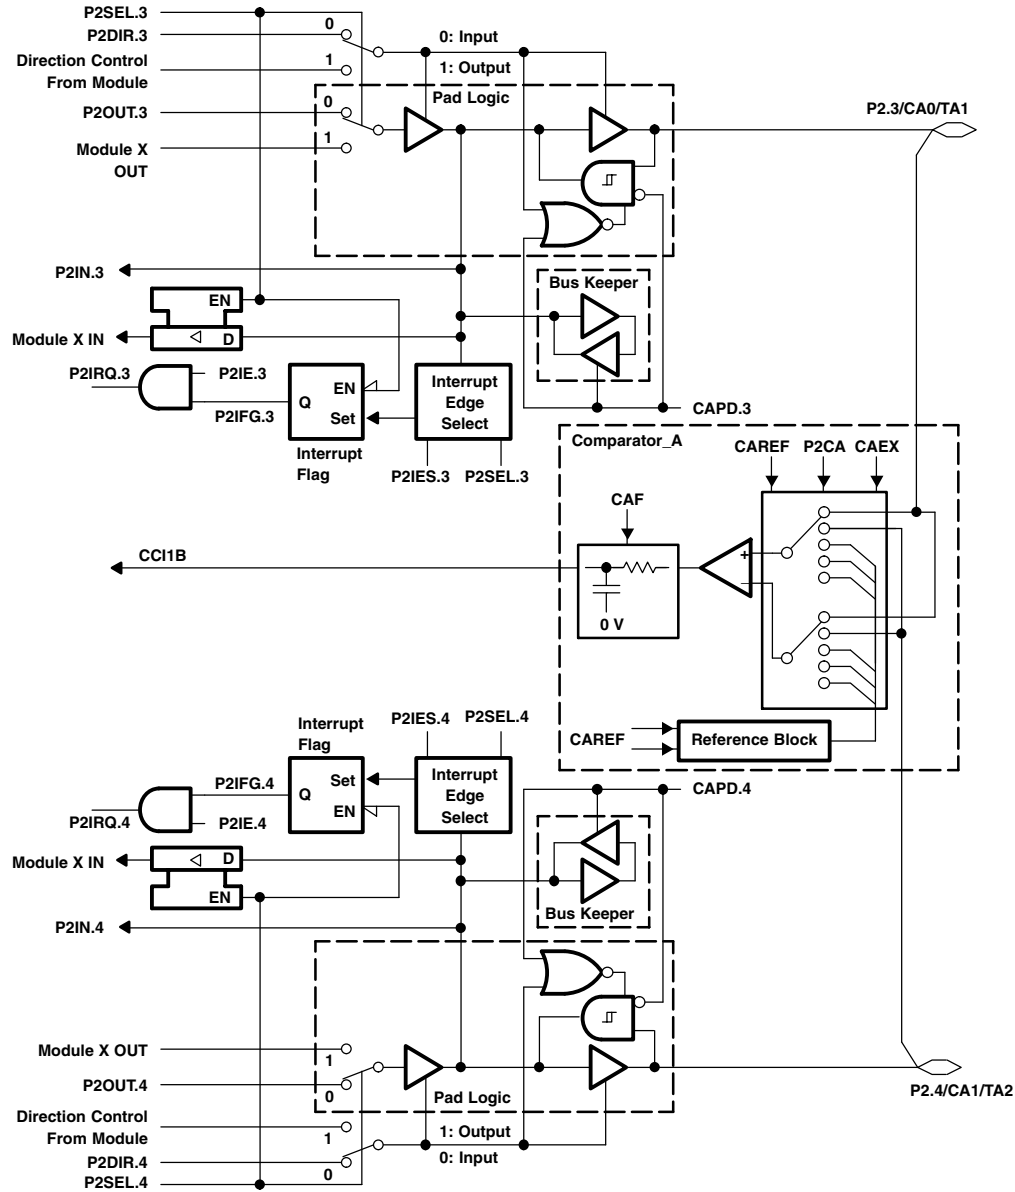 P2SEL.3
P2DIR.3
0
0: Input
Direction Control
From Module
1
1: Output
Pad Logic
P2OUT.3
0
P2.3/CA0/TA1
Module X
OUT
1
P2IN.3
Bus Keeper
EN
Module X IN
D
P2IRQ.3
P2IE.3
P2IFG.3
Q
EN
Set
Interrupt
Edge
Select
Interrupt
Flag
P2IES.3
P2SEL.3
CAPD.3
Comparator_A
CAREF
P2CA
CAEX
CAF
CCI1B
+
–
0 V
CAREF
Reference Block
Interrupt
Flag
P2IES.4
P2SEL.4
P2IFG.4
Q
Set
EN
Interrupt
Edge
Select
CAPD.4
P2IRQ.4
P2IE.4
Module X IN
D
EN
Bus Keeper
P2IN.4
Module X OUT
1
P2OUT.4
0
Pad Logic
P2.4/CA1/TA2
Direction Control
From Module
1
1: Output
0: Input
P2DIR.4
0
P2SEL.4